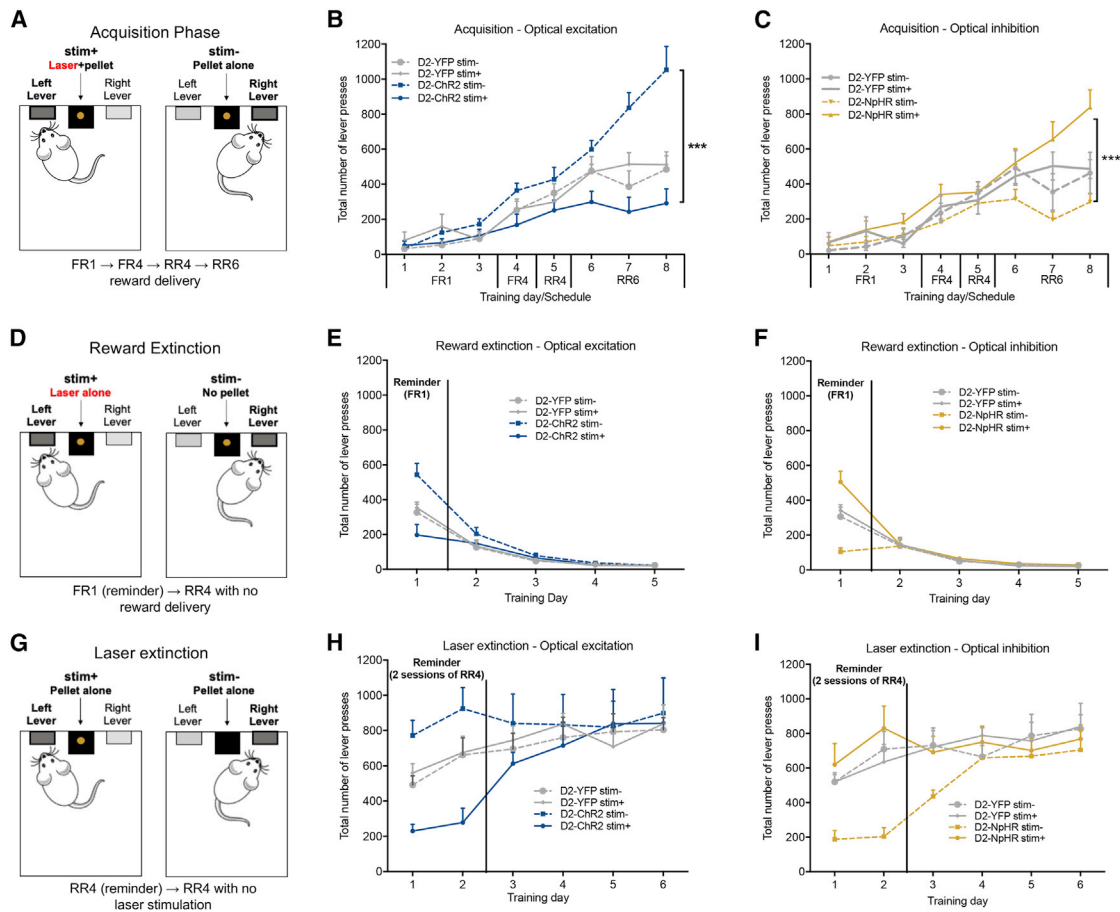 A
Acquisition Phase
stim+
Laser+pellet
Left
Lever
Right
Lever
stim-
Pellet alone
Left
Lever
Right
Lever
FR1 → FR4 → RR4 → RR6
reward delivery
B
Acquisition - Optical excitation
Total number of lever presses
1200
1000
800
600
400
200
0
D2-YFP stim-
D2-YFP stim+
D2-ChR2 stim-
D2-ChR2 stim+
***
1 2 3 4 5 6 7 8
FR1 FR4 RR4 RR6
Training day/Schedule
C
Acquisition - Optical inhibition
Total number of lever presses
1200
1000
800
600
400
200
0
D2-YFP stim-
D2-YFP stim+
D2-NpHR stim-
D2-NpHR stim+
***
1 2 3 4 5 6 7 8
FR1 FR4 RR4 RR6
Training day/Schedule
D
Reward Extinction
stim+
Laser alone
Left
Lever
Right
Lever
stim-
No pellet
Left
Lever
Right
Lever
FR1 (reminder) → RR4 with no
reward delivery
E
Reward extinction - Optical excitation
Total number of lever presses
1200
1000
800
600
400
200
0
Reminder
(FR1)
D2-YFP stim-
D2-YFP stim+
D2-ChR2 stim-
D2-ChR2 stim+
1 2 3 4 5
Training Day
F
Reward extinction - Optical inhibition
Total number of lever presses
1200
1000
800
600
400
200
0
Reminder
(FR1)
D2-YFP stim-
D2-YFP stim+
D2-NpHR stim-
D2-NpHR stim+
1 2 3 4 5
Training day
G
Laser extinction
stim+
Pellet alone
Left
Lever
Right
Lever
stim-
Pellet alone
Left
Lever
Right
Lever
RR4 (reminder) → RR4 with no
laser stimulation
H
Laser extinction - Optical excitation
Total number of lever presses
1200
1000
800
600
400
200
0
Reminder
(2 sessions of RR4)
D2-YFP stim-
D2-YFP stim+
D2-ChR2 stim-
D2-ChR2 stim+
1 2 3 4 5 6
Training day
I
Laser extinction - Optical inhibition
Total number of lever presses
1200
1000
800
600
400
200
0
Reminder
(2 sessions of RR4)
D2-YFP stim-
D2-YFP stim+
D2-NpHR stim-
D2-NpHR stim+
1 2 3 4 5 6
Training day